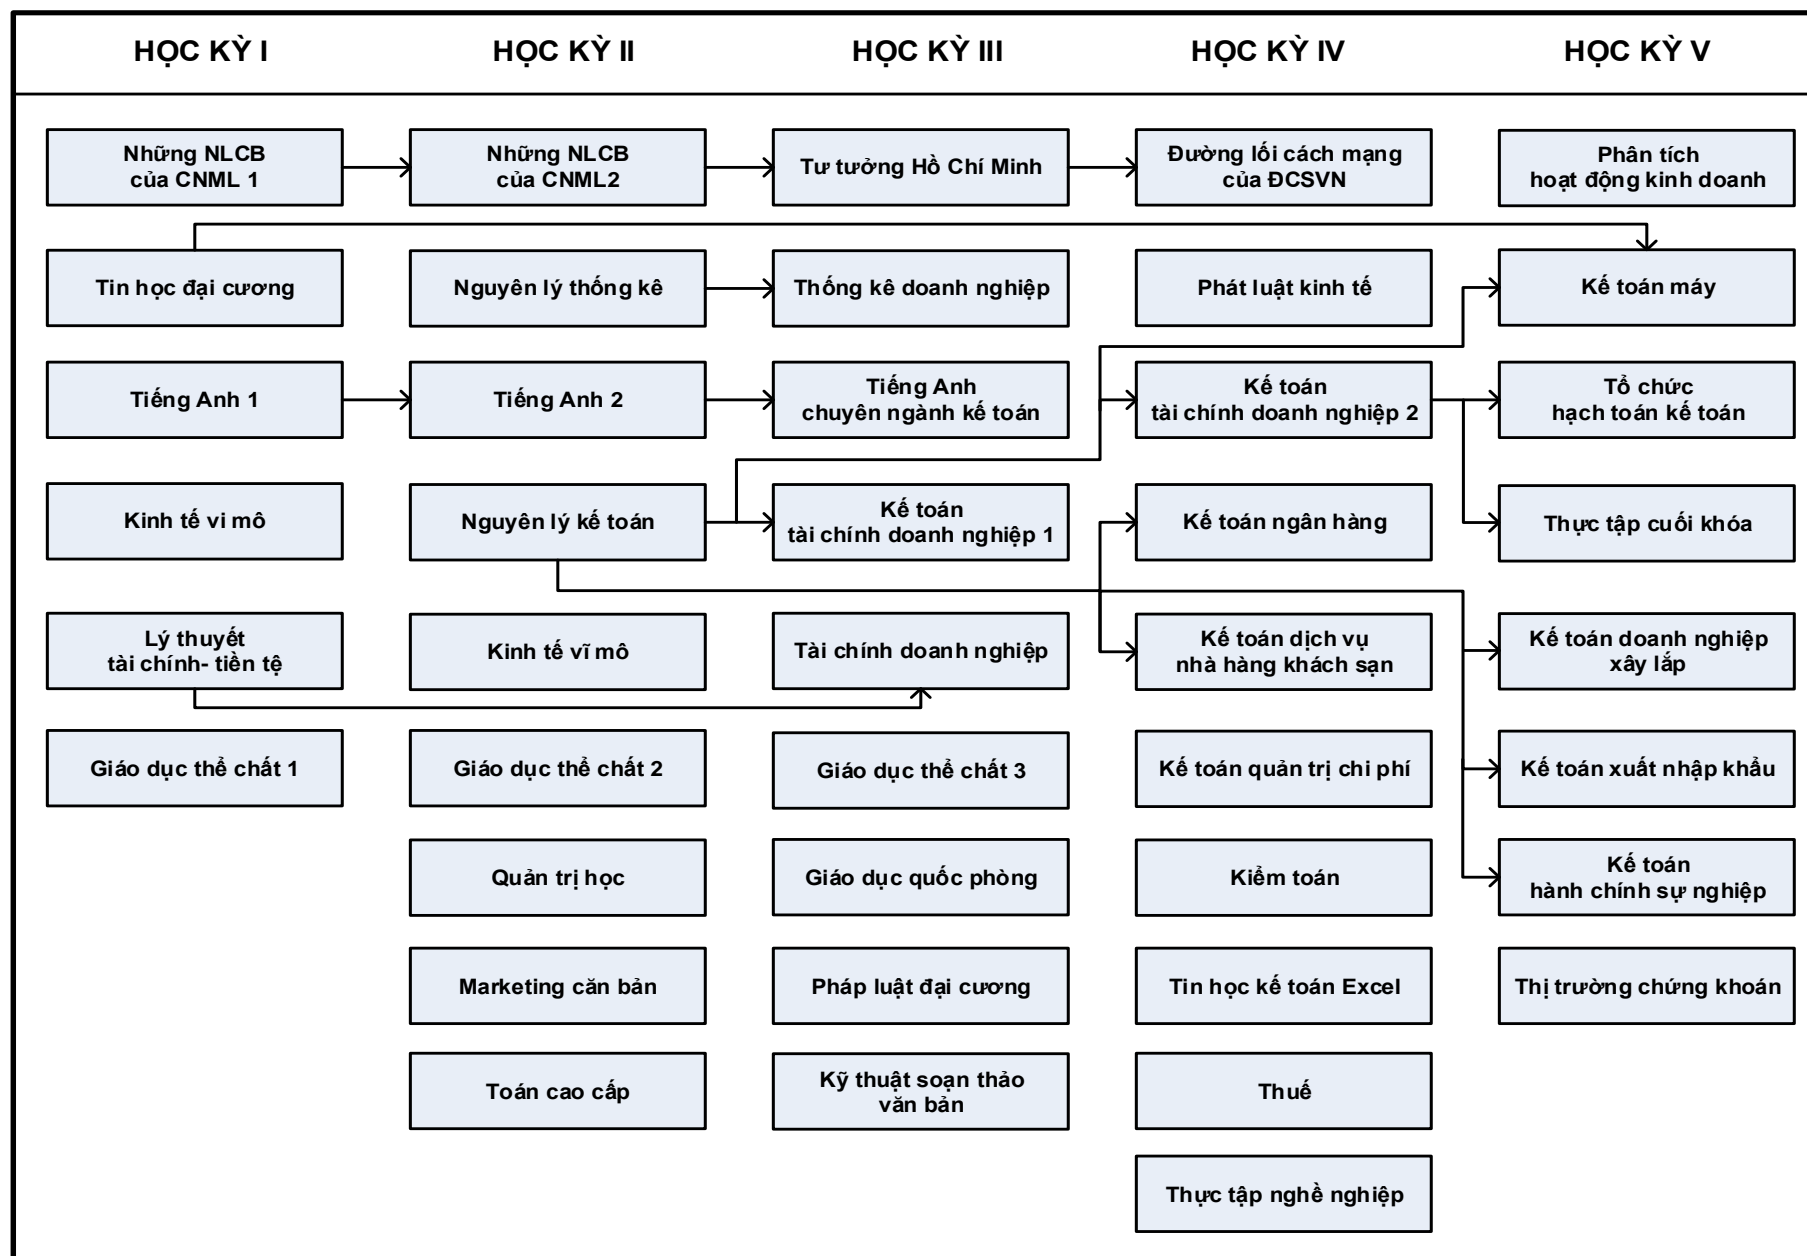 HỌC KỲ I
HỌC KỲ II
HỌC KỲ III
HỌC KỲ IV
HỌC KỲ V
Những NLCB
của CNML 1
Những NLCB
của CNML2
Tư tưởng Hồ Chí Minh
Đường lối cách mạng
của ĐCSVN
Phân tích
hoạt động kinh doanh
Tin học đại cương
Nguyên lý thống kê
Thống kê doanh nghiệp
Phát luật kinh tế
Kế toán máy
Tiếng Anh 1
Tiếng Anh 2
Tiếng Anh
chuyên ngành kế toán
Kế toán
tài chính doanh nghiệp 2
Tổ chức
hạch toán kế toán
Kinh tế vi mô
Nguyên lý kế toán
Kế toán
tài chính doanh nghiệp 1
Kế toán ngân hàng
Thực tập cuối khóa
Lý thuyết
tài chính- tiền tệ
Kinh tế vĩ mô
Tài chính doanh nghiệp
Kế toán dịch vụ
nhà hàng khách sạn
Kế toán doanh nghiệp
xây lắp
Giáo dục thể chất 1
Giáo dục thể chất 2
Giáo dục thể chất 3
Kế toán quản trị chi phí
Kế toán xuất nhập khẩu
Quản trị học
Giáo dục quốc phòng
Kiểm toán
Kế toán
hành chính sự nghiệp
Marketing căn bản
Pháp luật đại cương
Tin học kế toán Excel
Thị trường chứng khoán
Toán cao cấp
Kỹ thuật soạn thảo
văn bản
Thuế
Thực tập nghề nghiệp